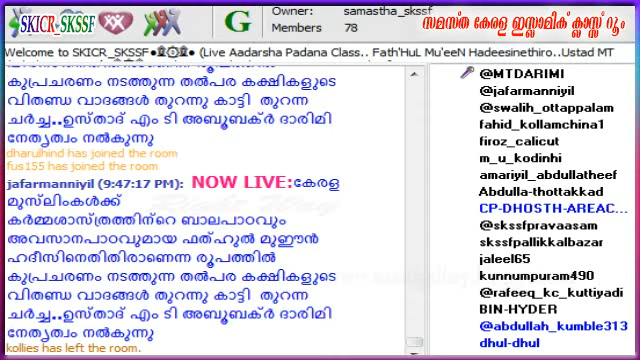 SKICR_SKSSF
G
Owner: samastha_skssf
Members 78
സമസ്ത കേരള ഇസ്ലാമിക് ക്ലാസ്സ് റൂം
Welcome to SKICR_SKSSF (Live Aadarsha Padana Class.. Fath'HuL Mu'eeN Hadeesinethiro..Ustad MT
കുപ്രചരണം നടത്തുന്ന തൽപര കക്ഷികളുടെ
വിതണ്ഡ വാദങ്ങൾ തുറന്നു കാട്ടി തുറന്ന
ചർച്ച..ഉസ്താദ് എം ടി അബൂബക്ർ ദാരിമി
നേതൃത്വം നൽകുന്നു
dharulhind has joined the room
fus155 has joined the room
jafarmanniyil (9:47:17 PM): NOW LIVE:കേരള
മുസ്ലിംകൾക്ക്
കർമ്മശാസ്ത്രത്തിന്റെ ബാലപാഠവും
അവസാനപാഠവുമായ ഫത്ഹുൽ മുഈൻ
ഹദീസിനെതിതിരാണെന്ന രൂപത്തിൽ
കുപ്രചരണം നടത്തുന്ന തൽപര കക്ഷികളുടെ
വിതണ്ഡ വാദങ്ങൾ തുറന്നു കാട്ടി തുറന്ന
ചർച്ച..ഉസ്താദ് എം ടി അബൂബക്ർ ദാരിമി
നേതൃത്വം നൽകുന്നു
kollies has left the room.
@MTDARIMI
@jafarmanniyil
@swalih_ottappalam
fahid_kollamchina1
firoz_calicut
m_u_kodinhi
amariyil_abdullatheef
Abdulla-thottakkad
CP-DHOSTH-AREAC...
@skssfpravaasam
skssfpallikkalbazar
jaleel65
kunnumpuram490
@rafeeq_kc_kuttiyadi
BIN-HYDER
@abdullah_kumble313
dhul-dhul